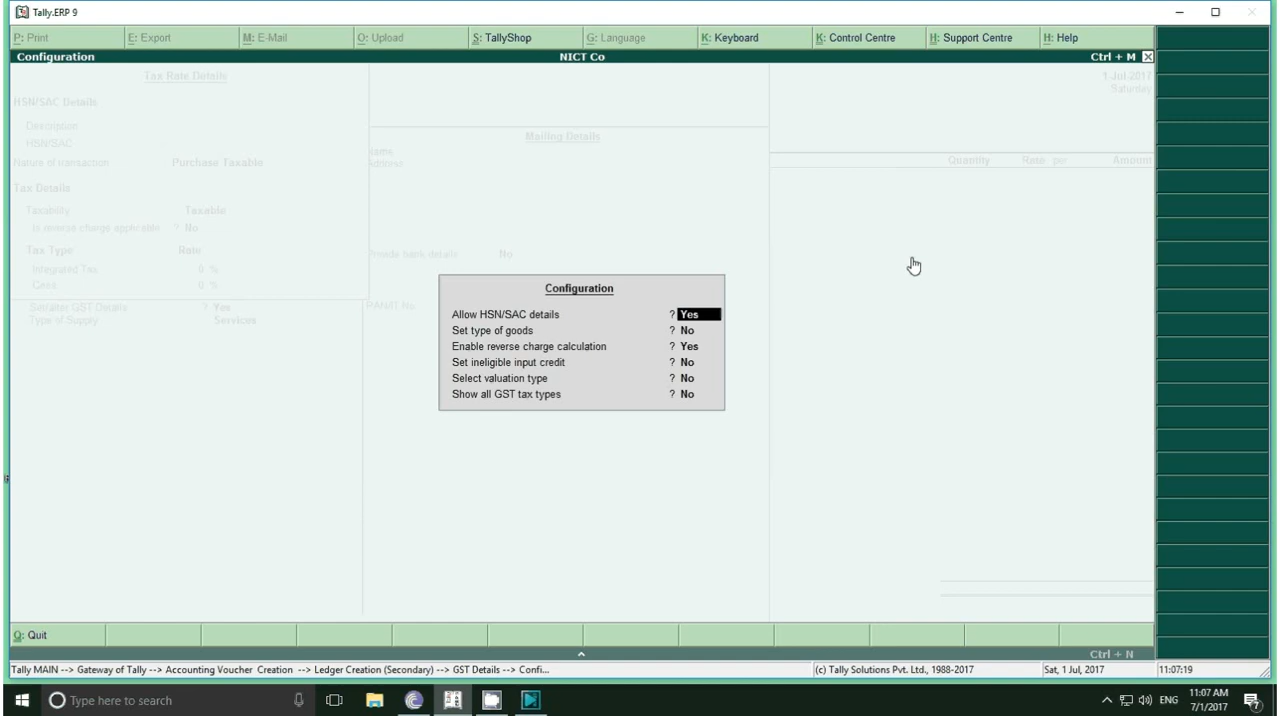 Tally.ERP 9
P: Print E: Export M: E-Mail O: Upload S: TallyShop G: Language K: Keyboard K: Control Centre H: Support Centre H: Help
Configuration NICT Co Ctrl + M
Tax Rate Details 1-Jul-2017
Saturday
HSN/SAC Details
Description Mailing Details
HSN/SAC Name
Nature of transaction Purchase Taxable Address Quantity Rate per Amount
Tax Details
Taxability Taxable
Is reverse charge applicable ? No
Tax Type Rate Provide bank details No
Integrated Tax 0 %
Cess 0 %
Set/alter GST Details ? Yes PAN/IT No.
Type of Supply Services
Configuration
Allow HSN/SAC details ? Yes
Set type of goods ? No
Enable reverse charge calculation ? Yes
Set ineligible input credit ? No
Select valuation type ? No
Show all GST tax types ? No
Q: Quit
Ctrl + N
Tally MAIN --> Gateway of Tally --> Accounting Voucher Creation --> Ledger Creation (Secondary) --> GST Details --> Confi... (c) Tally Solutions Pvt. Ltd., 1988-2017 Sat, 1 Jul, 2017 11:07:19
Type here to search ENG 11:07 AM
7/1/2017 7